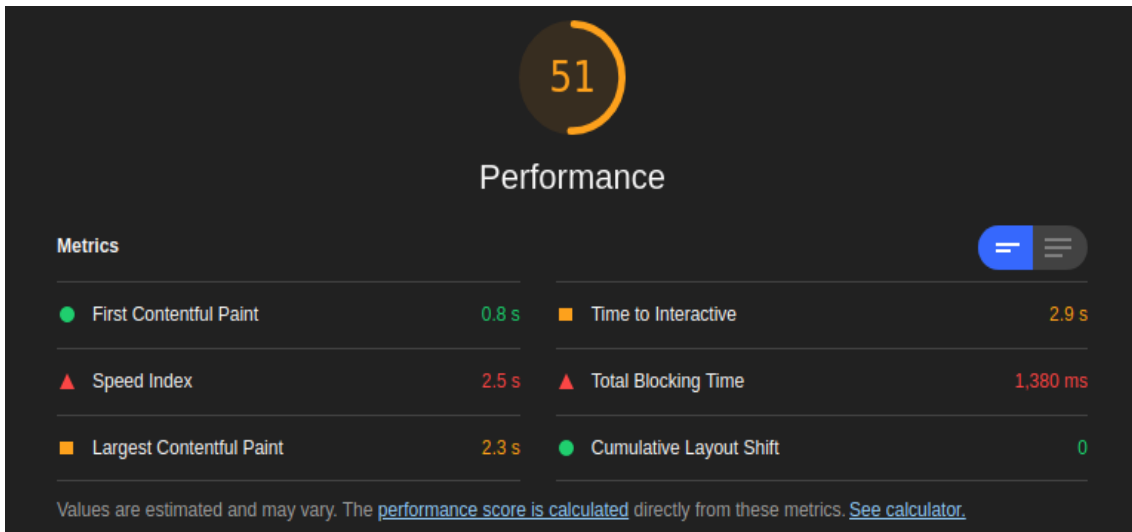 51
Performance
Metrics
First Contentful Paint 0.8 s
Time to Interactive 2.9 s
Speed Index 2.5 s
Total Blocking Time 1,380 ms
Largest Contentful Paint 2.3 s
Cumulative Layout Shift 0
Values are estimated and may vary. The performance score is calculated directly from these metrics. See calculator.